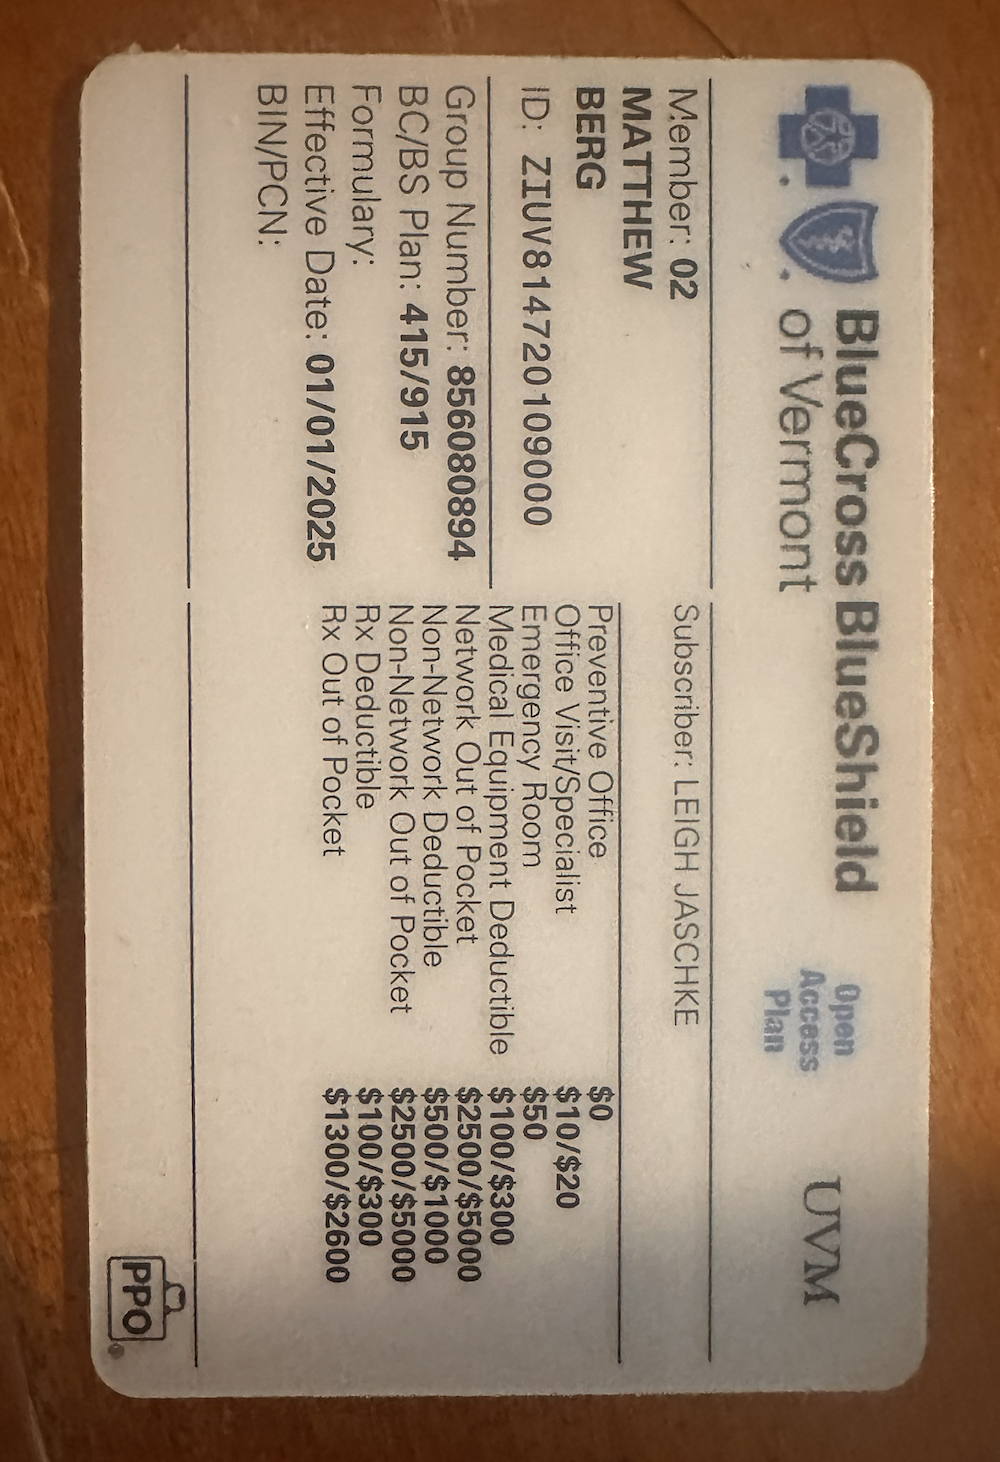 BlueCross BlueShield
of Vermont
Open
Access
Plan
UVM
Member: 02
MATTHEW
BERG
ID: ZIUV814720109000
Group Number: 856080894
BC/BS Plan: 415/915
Formulary:
Effective Date: 01/01/2025
BIN/PCN:
Subscriber: LEIGH JASCHKE
Preventive Office $0
Office Visit/Specialist $10/$20
Emergency Room $50
Medical Equipment Deductible $100/$300
Network Out of Pocket $2500/$5000
Non-Network Deductible $500/$1000
Non-Network Out of Pocket $2500/$5000
Rx Deductible $100/$300
Rx Out of Pocket $1300/$2600
PPO